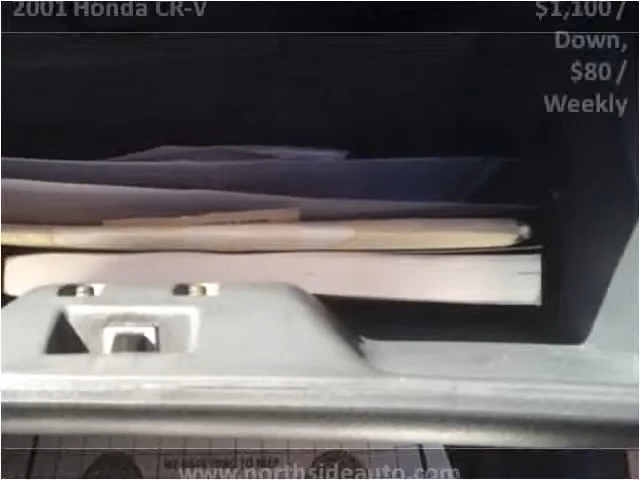 2001 Honda CR-V
$1,100 /
Down,
$80 /
Weekly
www.northsideauto.com